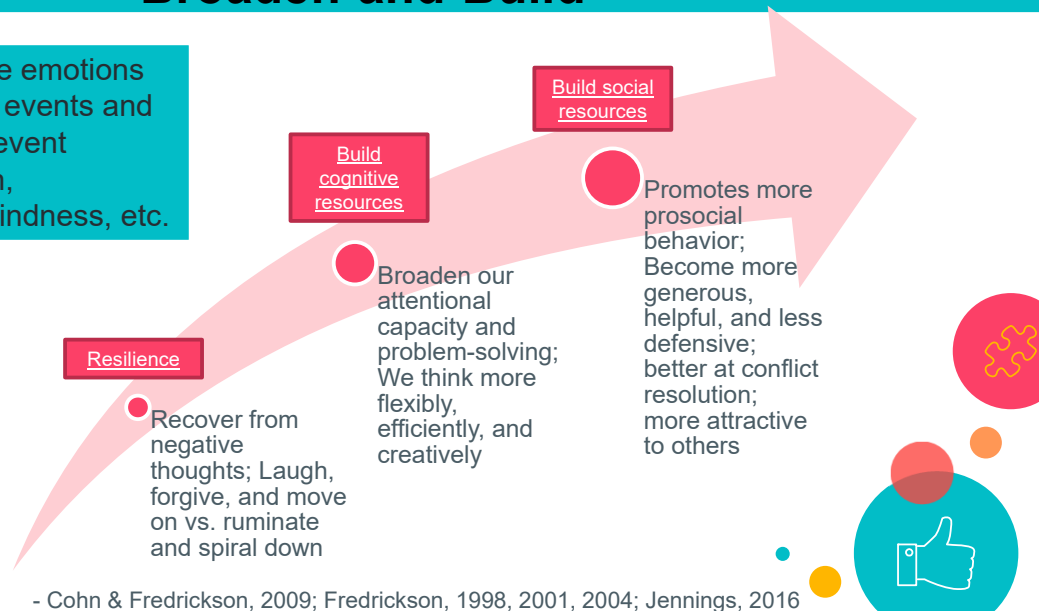 Broaden and Build
e emotions
events and
event
n,
indness, etc.
Build social
resources
Build
cognitive
resources
Promotes more
prosocial
behavior;
Become more
generous,
helpful, and less
defensive;
better at conflict
resolution;
more attractive
to others
Broaden our
attentional
capacity and
problem-solving;
We think more
flexibly,
efficiently, and
creatively
Resilience
Recover from
negative
thoughts; Laugh,
forgive, and move
on vs. ruminate
and spiral down
- Cohn & Fredrickson, 2009; Fredrickson, 1998, 2001, 2004; Jennings, 2016